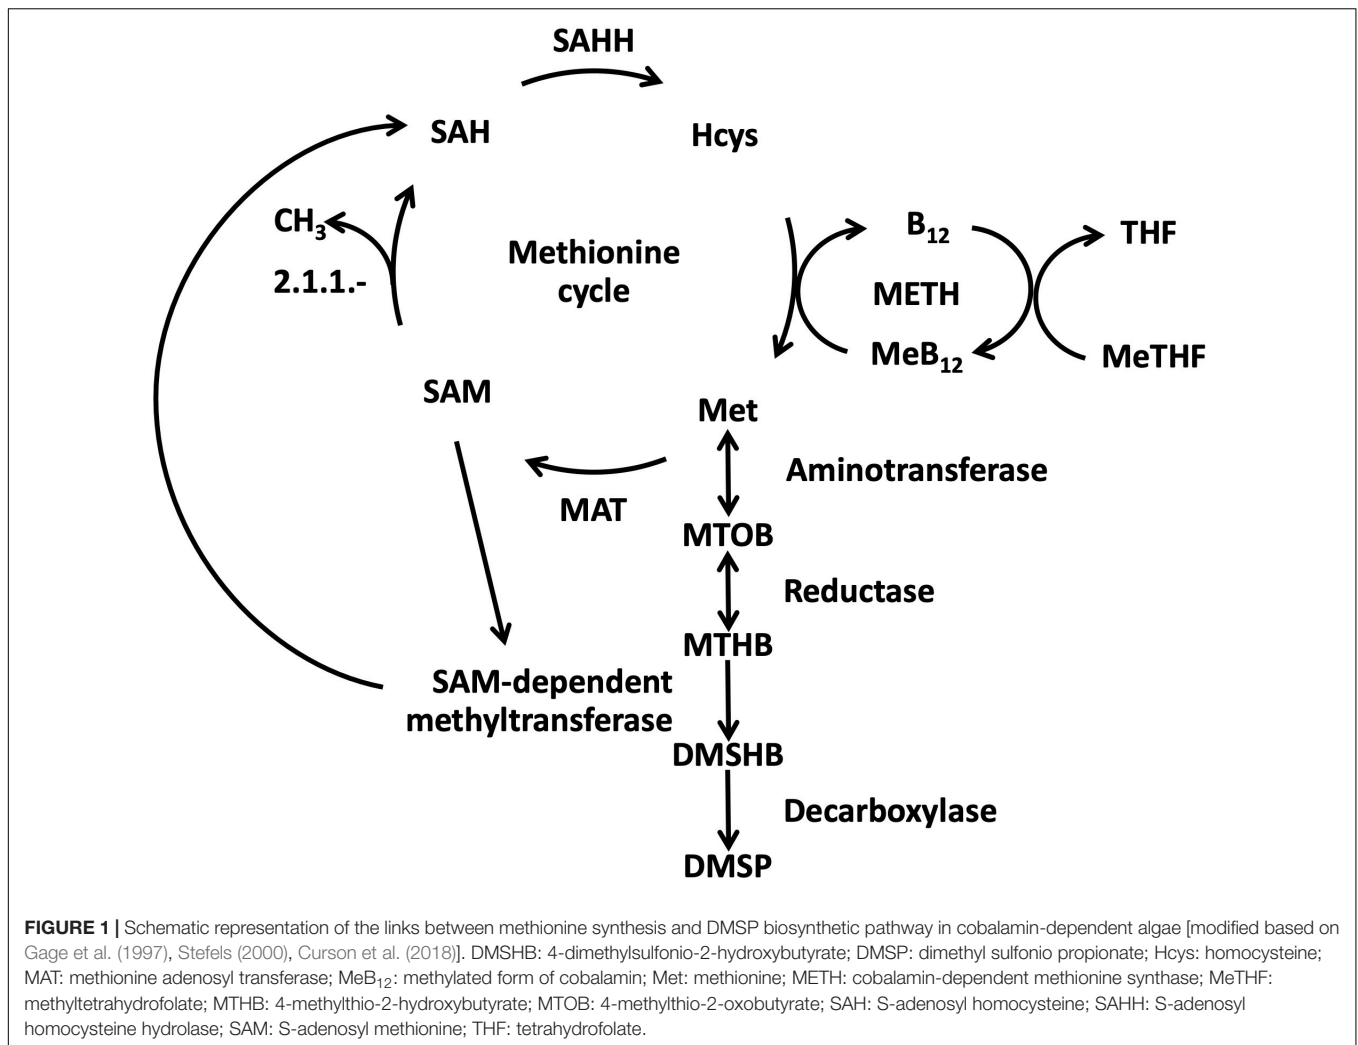 SAHH
SAH
Hcys
CH3
2.1.1.-
Methionine
cycle
B12
THF
METH
MeB12
MeTHF
SAM
Met
Aminotransferase
MAT
MTOB
Reductase
MTHB
SAM-dependent
methyltransferase
DMSHB
Decarboxylase
DMSP
FIGURE 1 | Schematic representation of the links between methionine synthesis and DMSP biosynthetic pathway in cobalamin-dependent algae [modified based on
Gage et al. (1997), Stefels (2000), Curson et al. (2018)]. DMSHB: 4-dimethylsulfonio-2-hydroxybutyrate; DMSP: dimethyl sulfonio propionate; Hcys: homocysteine;
MAT: methionine adenosyl transferase; MeB12: methylated form of cobalamin; Met: methionine; METH: cobalamin-dependent methionine synthase; MeTHF:
methyltetrahydrofolate; MTHB: 4-methylthio-2-hydroxybutyrate; MTOB: 4-methylthio-2-oxobutyrate; SAH: S-adenosyl homocysteine; SAHH: S-adenosyl
homocysteine hydrolase; SAM: S-adenosyl methionine; THF: tetrahydrofolate.